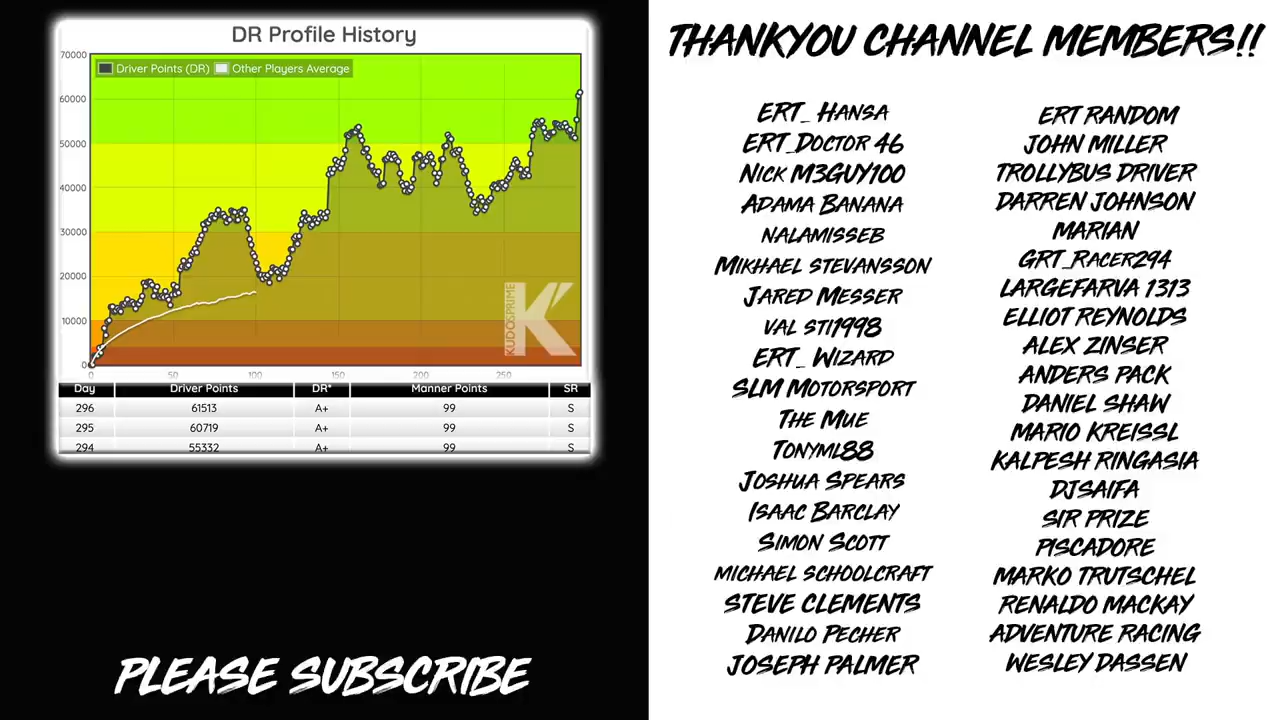 DR Profile History
70000
Driver Points (DR) Other Players Average
60000
50000
40000
30000
20000
10000
0
0 50 100 150 200 250
KUDOSPRIME K'
Day Driver Points DR* Manner Points SR
296 61513 A+ 99 S
295 60719 A+ 99 S
294 55332 A+ 99 S
PLEASE SUBSCRIBE
THANKYOU CHANNEL MEMBERS!!
ERT_ HANSA
ERT_DOCTOR 46
NICK M3GUY100
ADAMA BANANA
NALAMISSEB
MIKHAEL STEVANSSON
JARED MESSER
VAL STI1998
ERT_ WIZARD
SLM MOTORSPORT
THE MUE
TONYML88
JOSHUA SPEARS
ISAAC BARCLAY
SIMON SCOTT
MICHAEL SCHOOLCRAFT
STEVE CLEMENTS
DANILO PECHER
JOSEPH PALMER
ERT RANDOM
JOHN MILLER
TROLLYBUS DRIVER
DARREN JOHNSON
MARIAN
GRT_RACER294
LARGEFARVA 1313
ELLIOT REYNOLDS
ALEX ZINSER
ANDERS PACK
DANIEL SHAW
MARIO KREISSL
KALPESH RINGASIA
DJSAIFA
SIR PRIZE
PISCADORE
MARKO TRUTSCHEL
RENALDO MACKAY
ADVENTURE RACING
WESLEY DASSEN